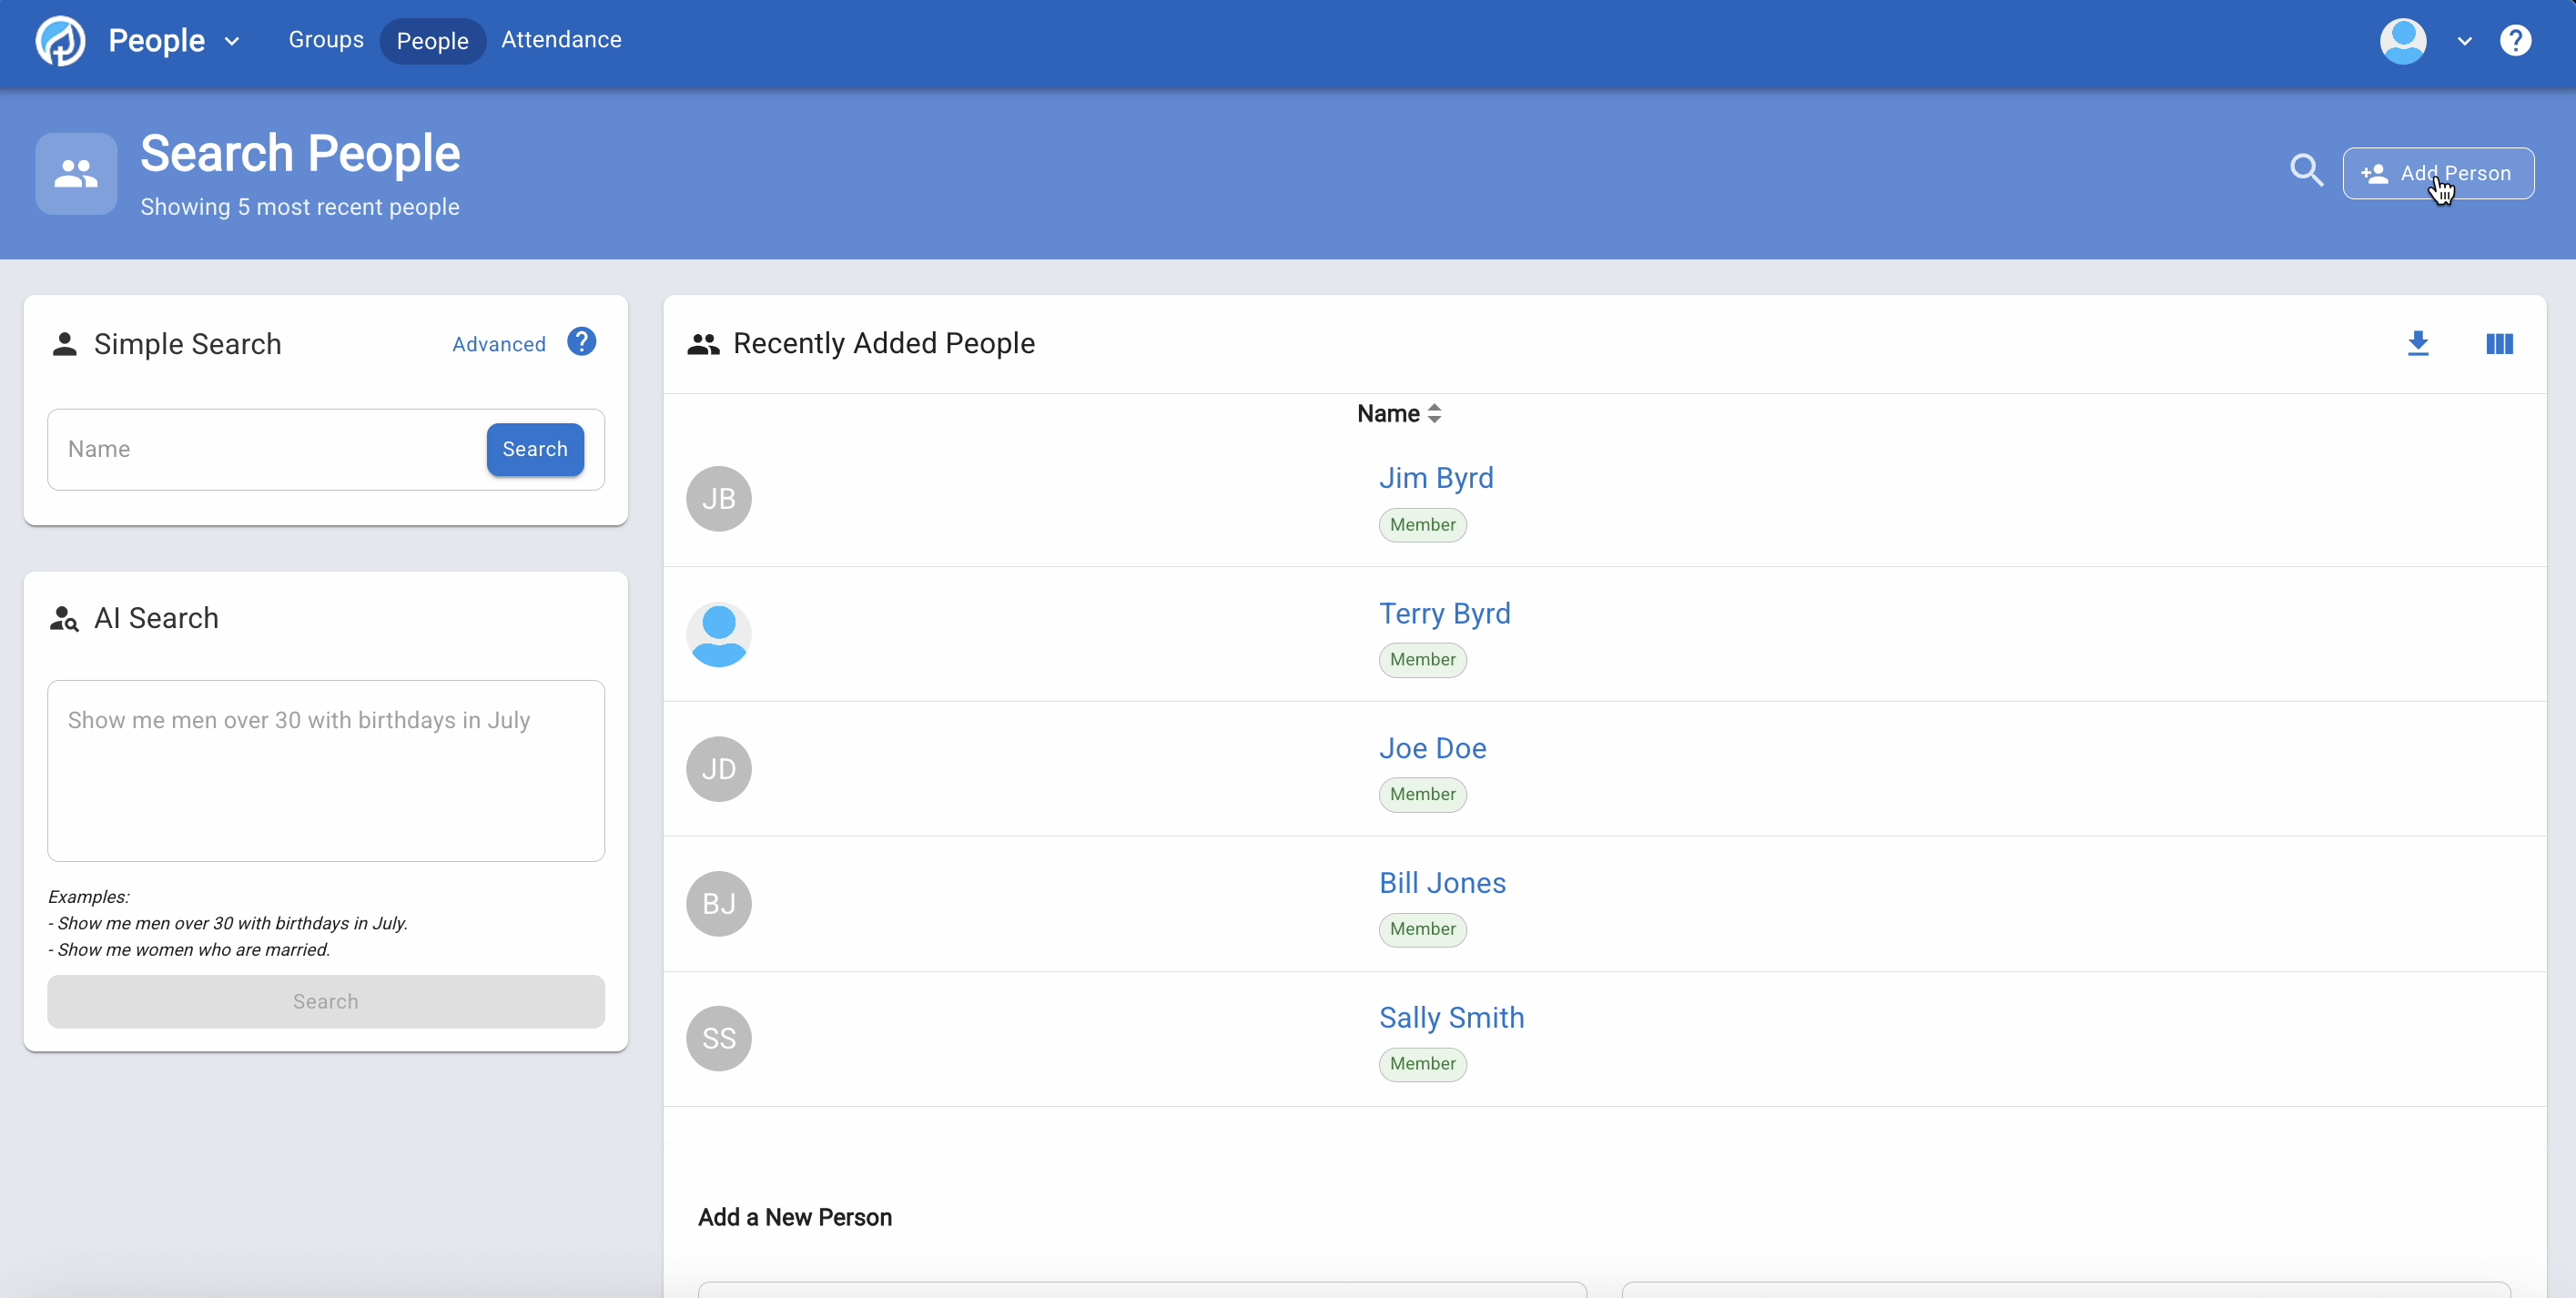 People
Groups
People
Attendance
?
Search People
Showing 5 most recent people
Add Person
Simple Search
Advanced
?
Name
Search
AI Search
Show me men over 30 with birthdays in July
Examples:
- Show me men over 30 with birthdays in July.
- Show me women who are married.
Search
Recently Added People
Name
JB
Jim Byrd
Member
Terry Byrd
Member
JD
Joe Doe
Member
BJ
Bill Jones
Member
SS
Sally Smith
Member
Add a New Person